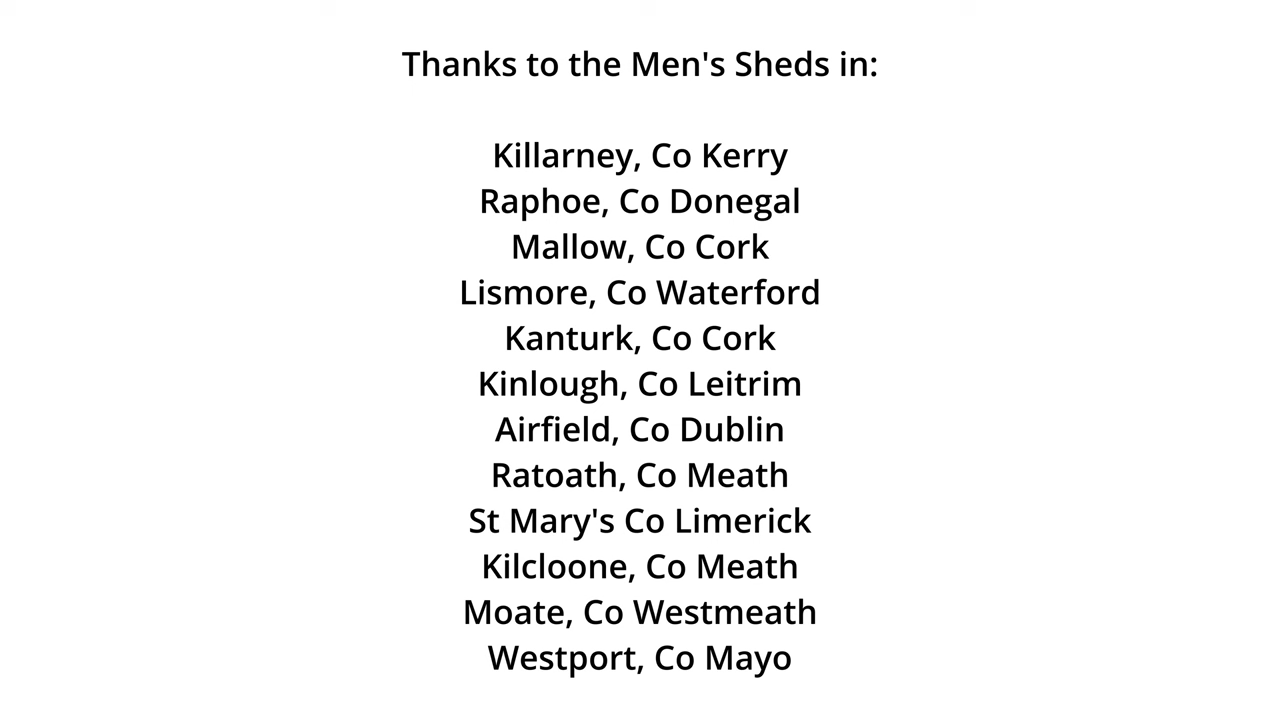 Thanks to the Men's Sheds in:
Killarney, Co Kerry
Raphoe, Co Donegal
Mallow, Co Cork
Lismore, Co Waterford
Kanturk, Co Cork
Kinlough, Co Leitrim
Airfield, Co Dublin
Ratoath, Co Meath
St Mary's Co Limerick
Kilcloone, Co Meath
Moate, Co Westmeath
Westport, Co Mayo